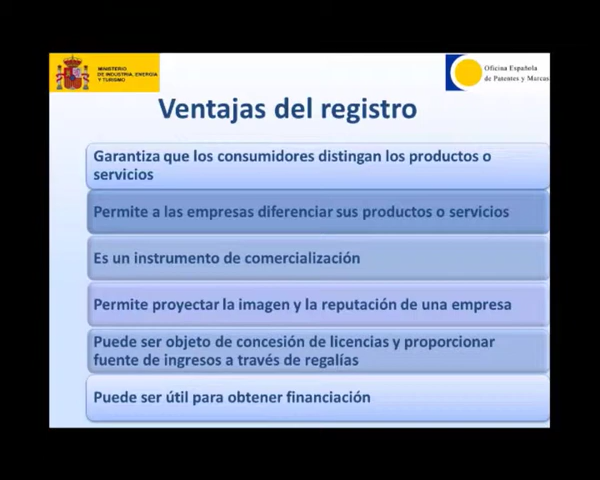 MINISTERIO
DE INDUSTRIA, ENERGÍA
Y TURISMO
Oficina Española
de Patentes y Marcas
Ventajas del registro
Garantiza que los consumidores distingan los productos o
servicios
Permite a las empresas diferenciar sus productos o servicios
Es un instrumento de comercialización
Permite proyectar la imagen y la reputación de una empresa
Puede ser objeto de concesión de licencias y proporcionar
fuente de ingresos a través de regalías
Puede ser útil para obtener financiación